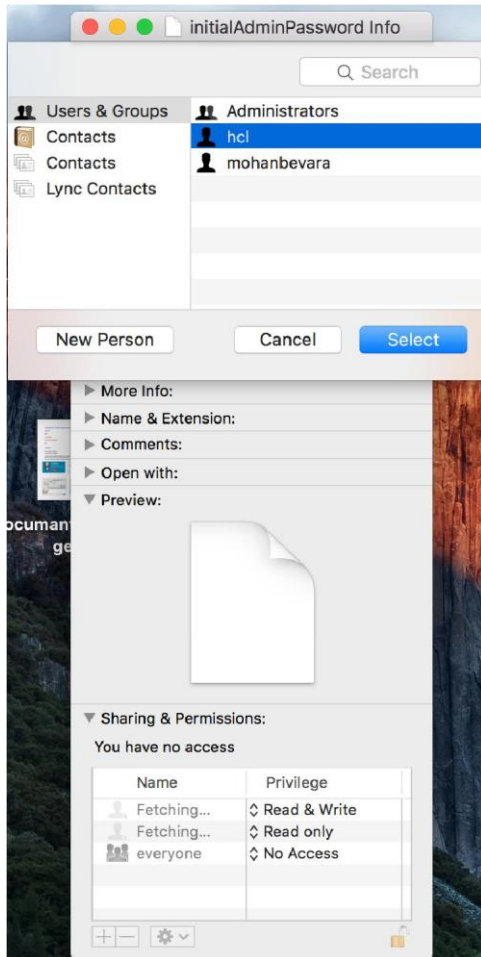 initialAdminPassword Info
Search
Users & Groups
Administrators
Contacts
hcl
Contacts
mohanbevara
Lync Contacts
New Person
Cancel
Select
More Info:
Name & Extension:
Comments:
Open with:
Preview:
ocuman
ge
Sharing & Permissions:
You have no access
Name Privilege
Fetching... Read & Write
Fetching... Read only
everyone No Access